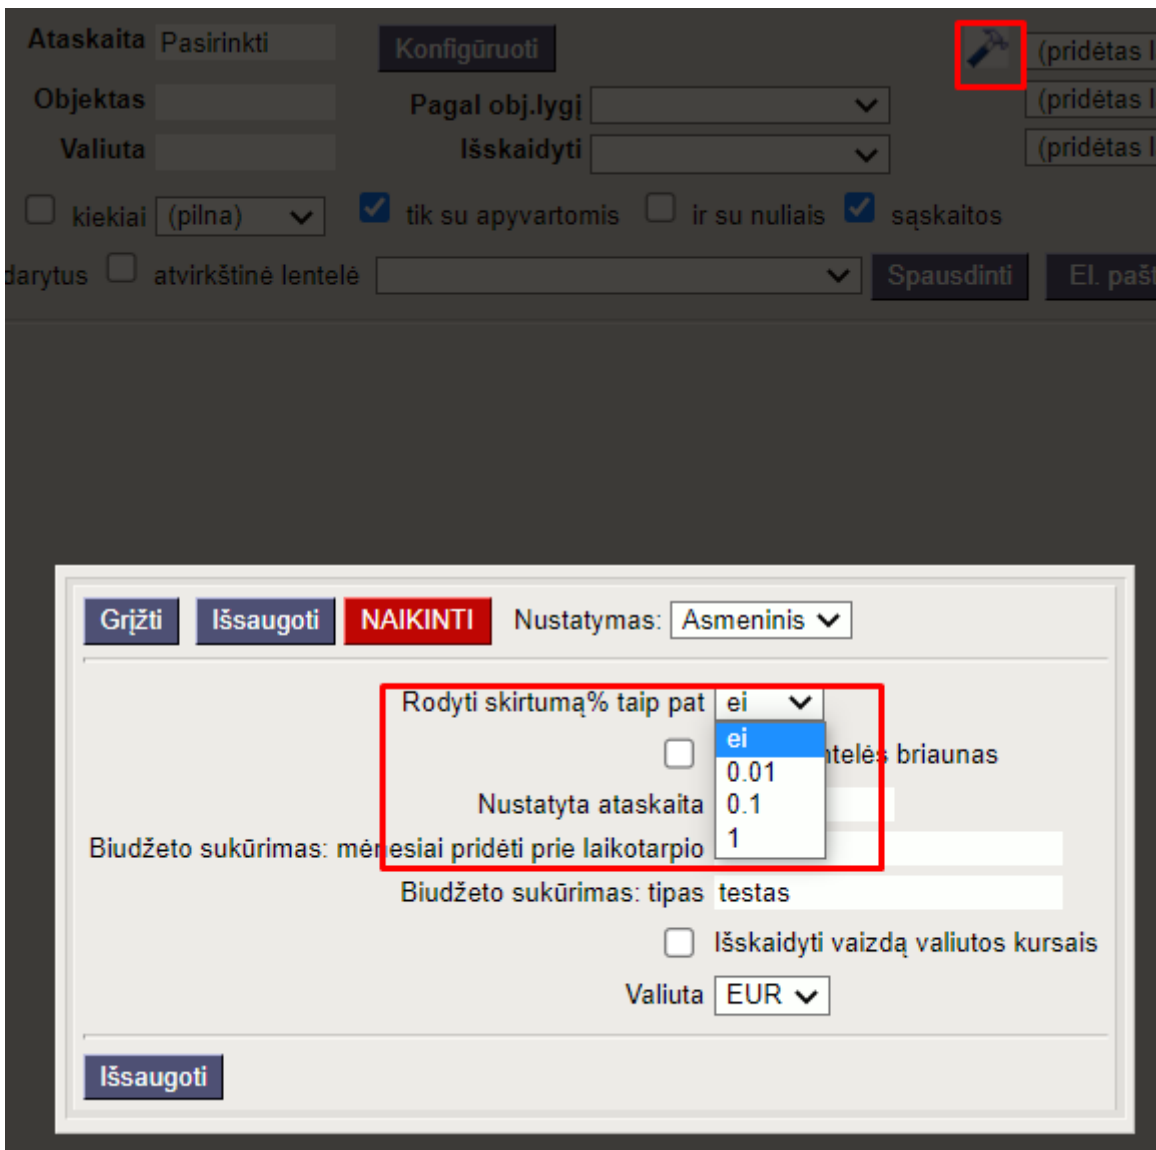 Ataskaita Pasirinkti Konfigūruoti (pridėtas l
Objektas Pagal obj.lygį (pridėtas l
Valiuta Išskaidyti (pridėtas l
kiekiai (pilna) tik su apyvartomis ir su nuliais sąskaitos
darytus atvirkštinė lentelė Spausdinti El. pašt
Grįžti Išsaugoti NAIKINTI Nustatymas: Asmeninis
Rodyti skirtumą% taip pat ei
ei
ntelės briaunas
0.01
Nustatyta ataskaita 0.1
Biudžeto sukūrimas: mėnesiai pridėti prie laikotarpio 1
Biudžeto sukūrimas: tipas testas
Išskaidyti vaizdą valiutos kursais
Valiuta EUR
Išsaugoti